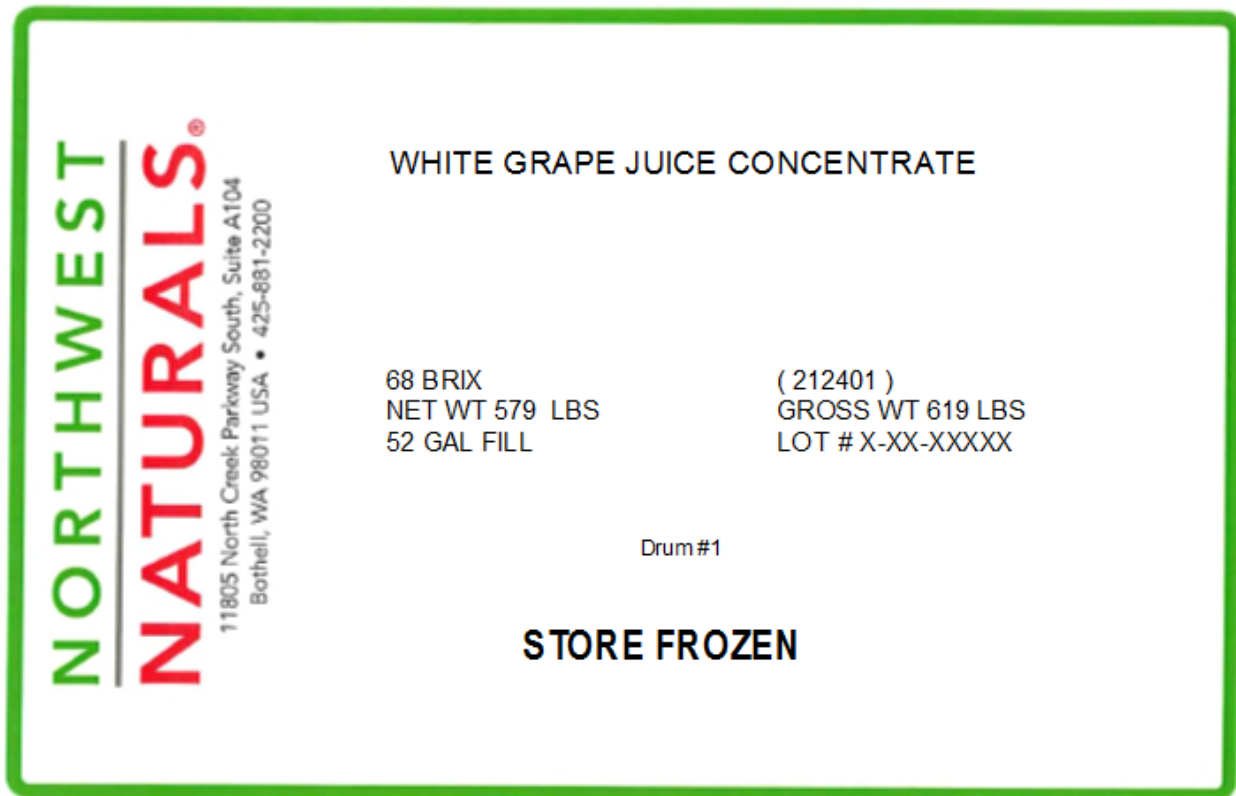 NORTHWEST
NATURALS®
11805 North Creek Parkway South, Suite A104
Bothell, WA 98011 USA • 425-881-2200
WHITE GRAPE JUICE CONCENTRATE
68 BRIX
NET WT 579 LBS
52 GAL FILL
( 212401 )
GROSS WT 619 LBS
LOT # X-XX-XXXXX
Drum #1
STORE FROZEN